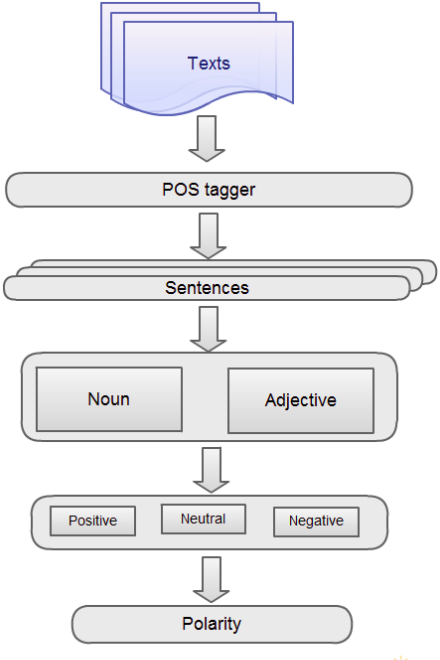 Texts
POS tagger
Sentences
Noun
Adjective
Positive
Neutral
Negative
Polarity